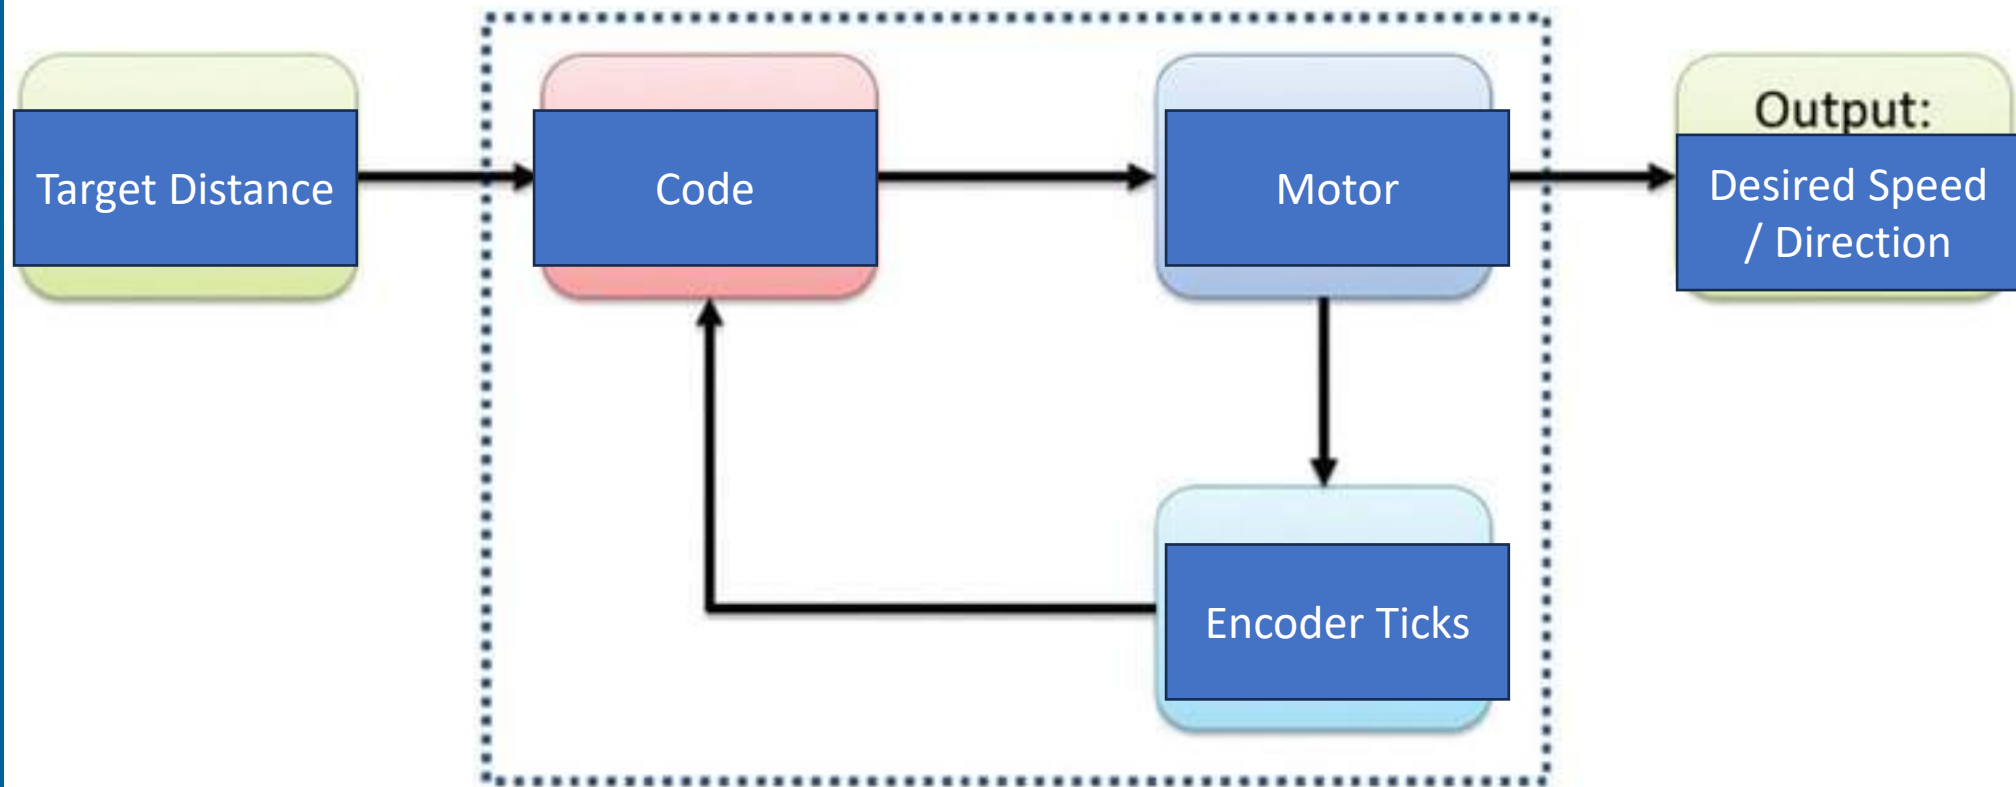 Target Distance
Code
Motor
Output:
Desired Speed
/ Direction
Encoder Ticks